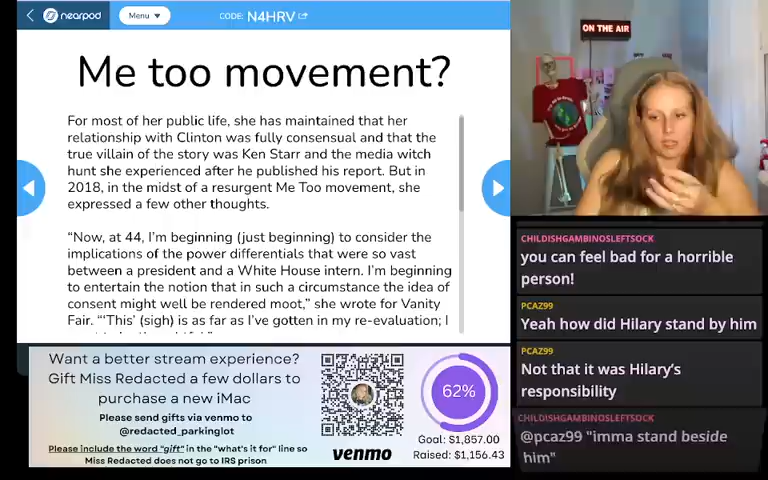 nearpod
Menu
CODE: N4HRV
ON THE AIR
Me too movement?
For most of her public life, she has maintained that her
relationship with Clinton was fully consensual and that the
true villain of the story was Ken Starr and the media witch
hunt she experienced after he published his report. But in
2018, in the midst of a resurgent Me Too movement, she
expressed a few other thoughts.
“Now, at 44, I’m beginning (just beginning) to consider the
implications of the power differentials that were so vast
between a president and a White House intern. I’m beginning
to entertain the notion that in such a circumstance the idea of
consent might well be rendered moot,” she wrote for Vanity
Fair. “‘This’ (sigh) is as far as I’ve gotten in my re-evaluation; I
CHILDISHGAMBINOSLEFTSOCK
you can feel bad for a horrible
person!
PCAZ99
Yeah how did Hilary stand by him
PCAZ99
Not that it was Hilary's
responsibility
CHILDISHGAMBINOSLEFTSOCK
@pcaz99 "imma stand beside
him"
Want a better stream experience?
Gift Miss Redacted a few dollars to
purchase a new iMac
Please send gifts via venmo to
@redacted_parkinglot
Please include the word "gift" in the "what's it for" line so
Miss Redacted does not go to IRS prison
venmo
62%
Goal: $1,857.00
Raised: $1,156.43